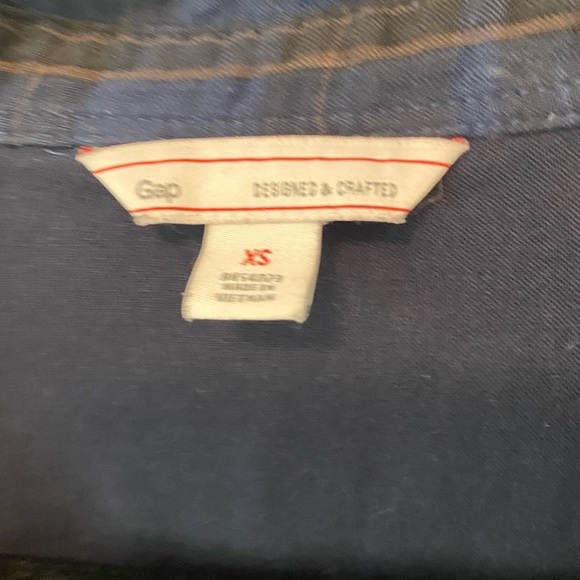 Gap DESIGNED & CRAFTED
XS
MADE IN
VIETNAM